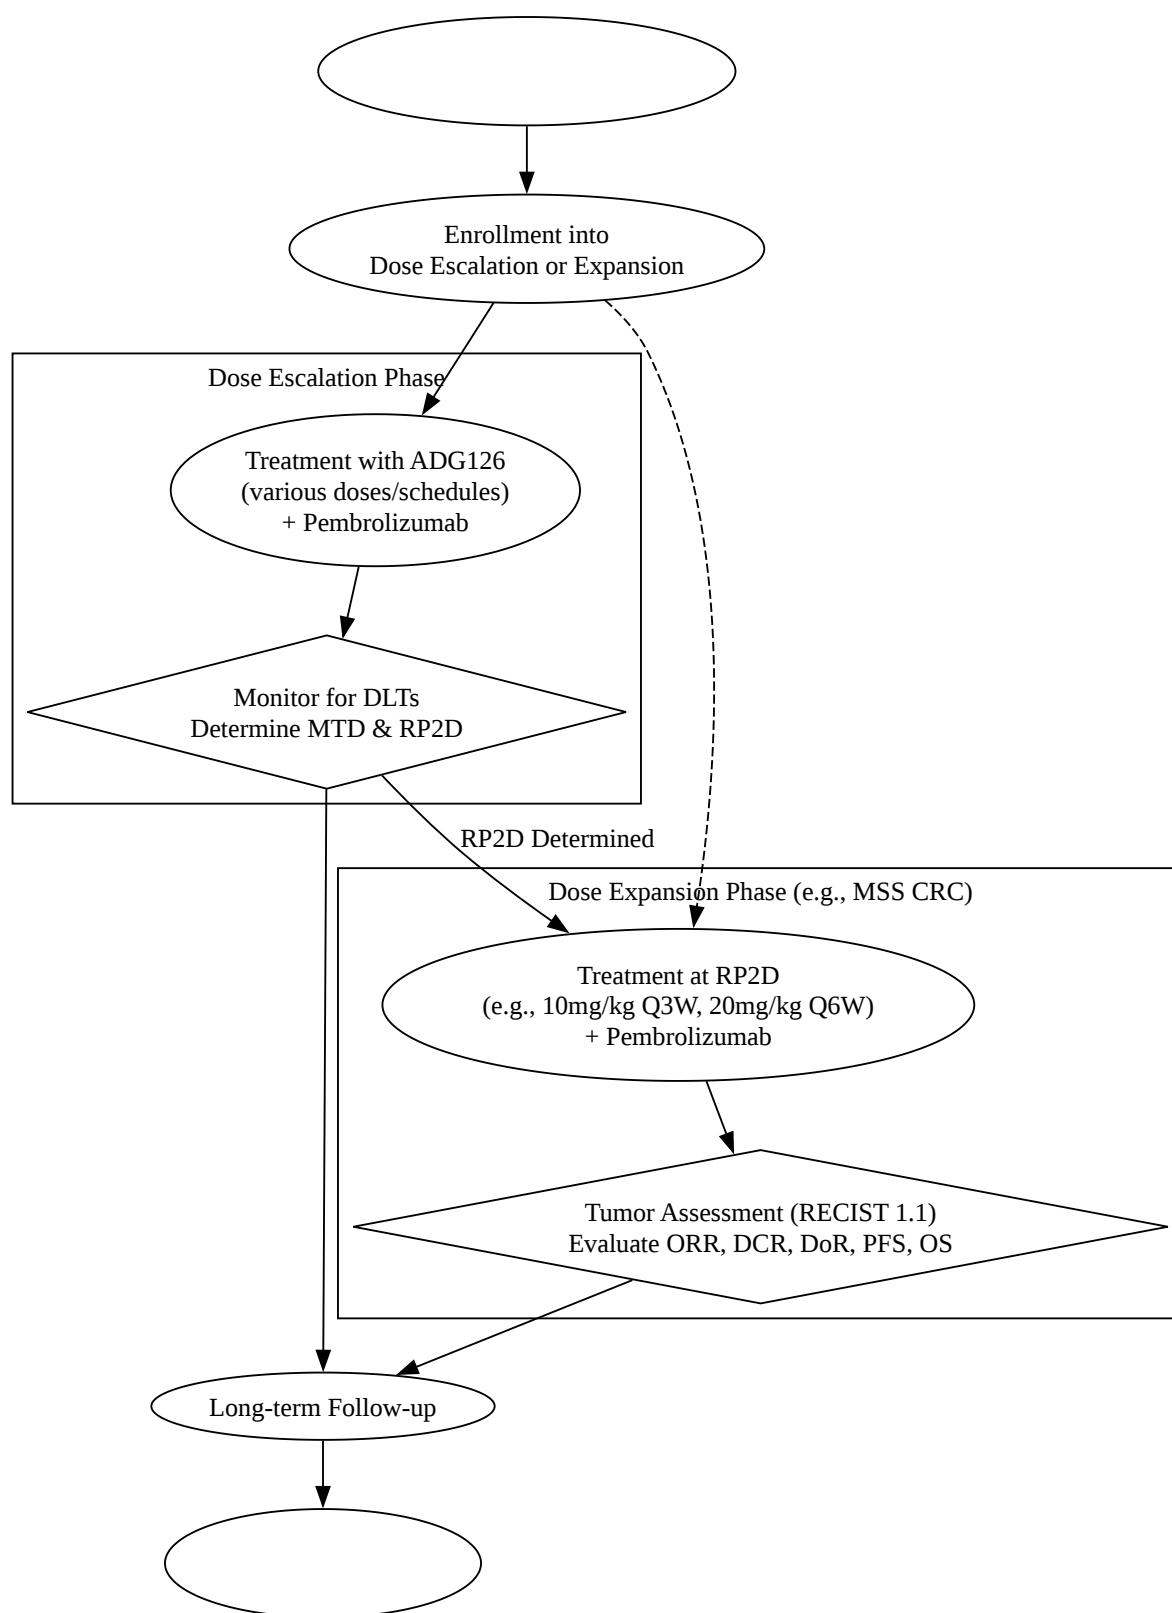 Enrollment into
Dose Escalation or Expansion
Dose Escalation Phase
Treatment with ADG126
(various doses/schedules)
+ Pembrolizumab
Monitor for DLTs
Determine MTD & RP2D
RP2D Determined
Dose Expansion Phase (e.g., MSS CRC)
Treatment at RP2D
(e.g., 10mg/kg Q3W, 20mg/kg Q6W)
+ Pembrolizumab
Tumor Assessment (RECIST 1.1)
Evaluate ORR, DCR, DoR, PFS, OS
Long-term Follow-up